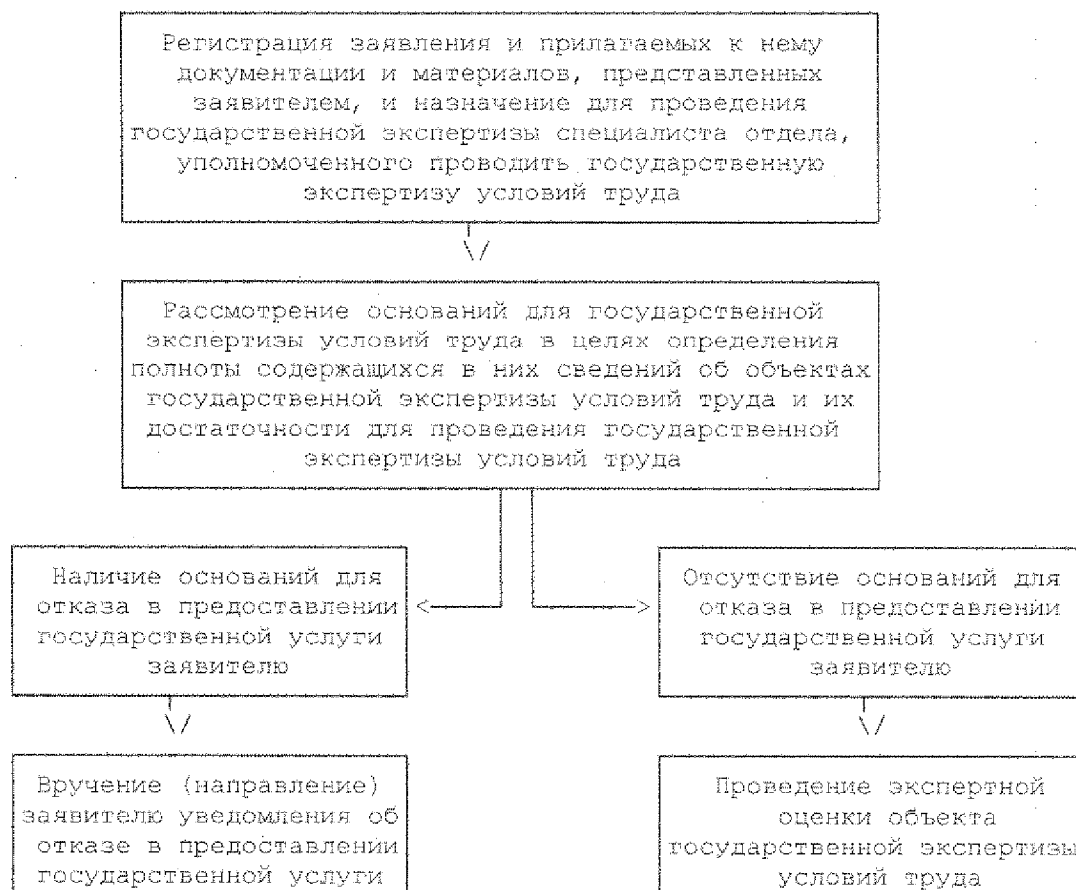 Регистрация заявления и прилагаемых к нему
документации и материалов, представленных
заявителем, и назначение для проведения
государственной экспертизы специалиста отдела,
уполномоченного проводить государственную
экспертизу условий труда
Рассмотрение оснований для государственной
экспертизы условий труда в целях определения
полноты содержащихся в них сведений об объектах
государственной экспертизы условий труда и их
достаточности для проведения государственной
экспертизы условий труда
Наличие оснований для
отказа в предоставлении
государственной услуги
заявителю
Отсутствие оснований для
отказа в предоставлении
государственной услуги
заявителю
Вручение (направление)
заявителю уведомления об
отказе в предоставлении
государственной услуги
Проведение экспертной
оценки объекта
государственной экспертизы
условий труда